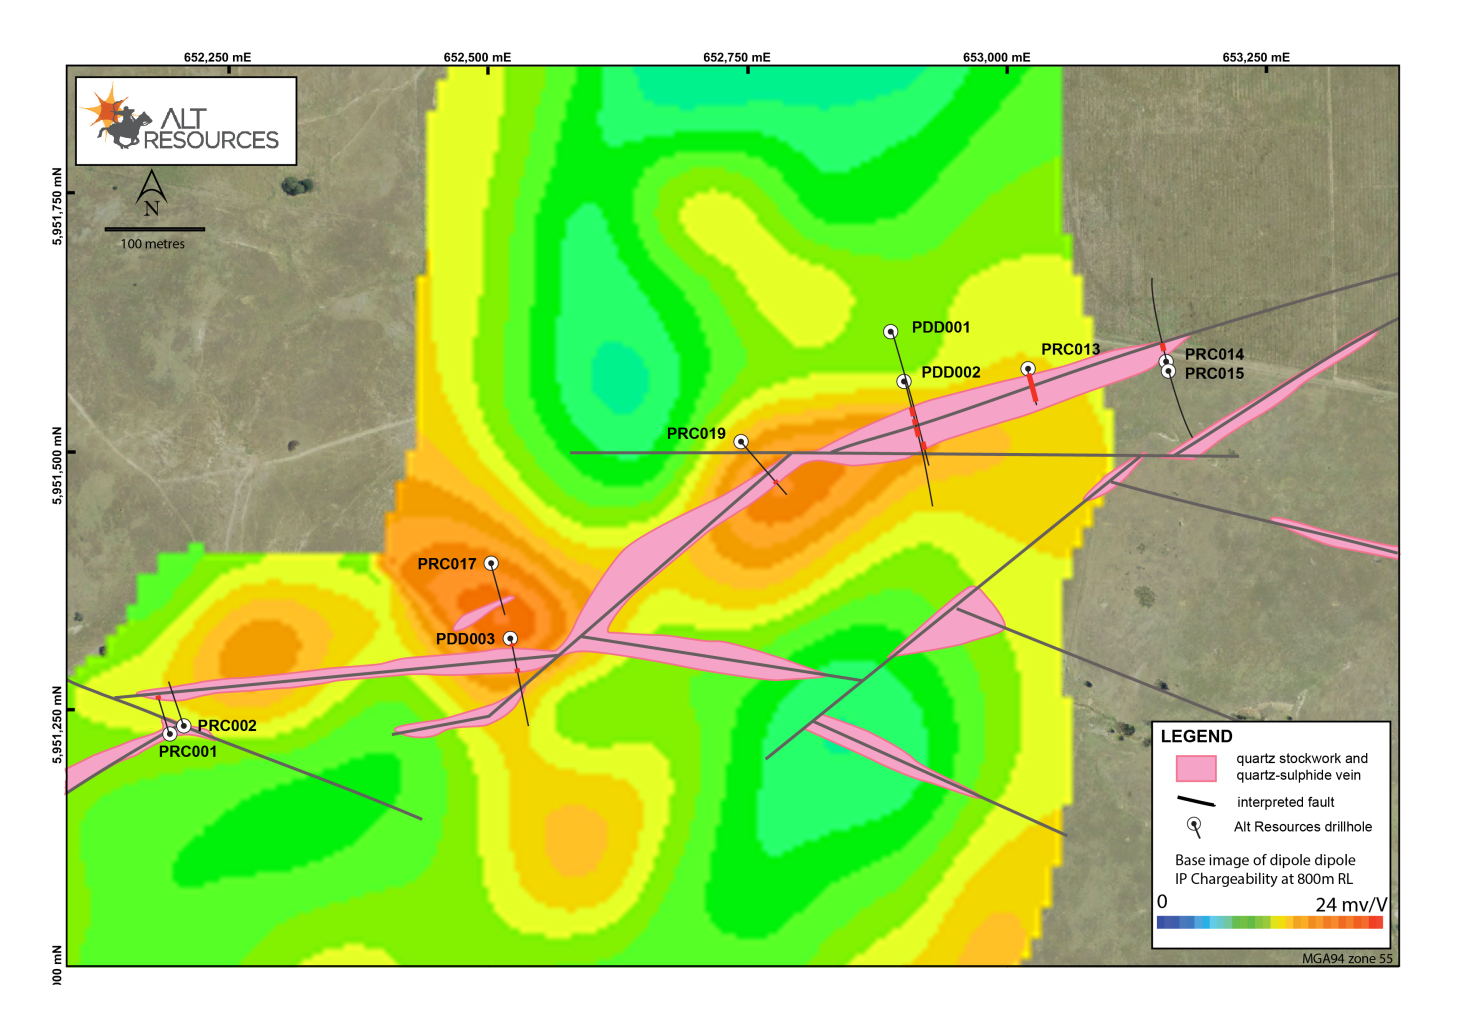 652,250 mE
652,500 mE
652,750 mE
653,000 mE
653,250 mE
ALT
RESOURCES
N
100 metres
5,951,750 mN
5,951,500 mN
5,951,250 mN
000 mN
PDD001
PDD002
PRC013
PRC014
PRC015
PRC019
PRC017
PDD003
PRC002
PRC001
LEGEND
quartz stockwork and
quartz-sulphide vein
interpreted fault
Alt Resources drillhole
Base image of dipole dipole
IP Chargeability at 800m RL
0
24 mv/V
MGA94 zone 55